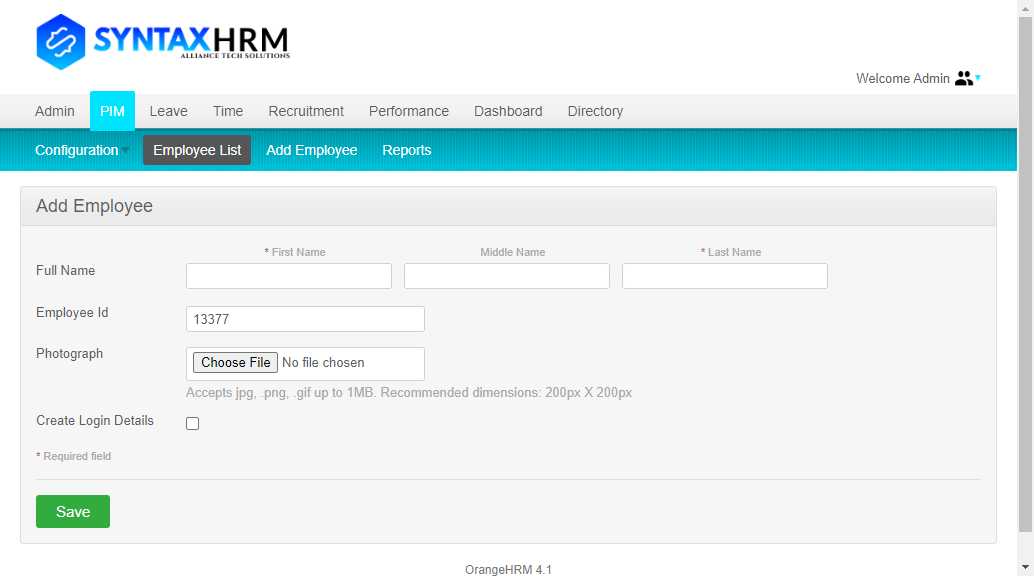 SYNTAXHRM
ALLIANCE TECH SOLUTIONS
Welcome Admin
Admin PIM Leave Time Recruitment Performance Dashboard Directory
Configuration Employee List Add Employee Reports
Add Employee
* First Name Middle Name * Last Name
Full Name
Employee Id 13377
Photograph Choose File No file chosen
Accepts jpg, .png, .gif up to 1MB. Recommended dimensions: 200px X 200px
Create Login Details
* Required field
Save
OrangeHRM 4.1